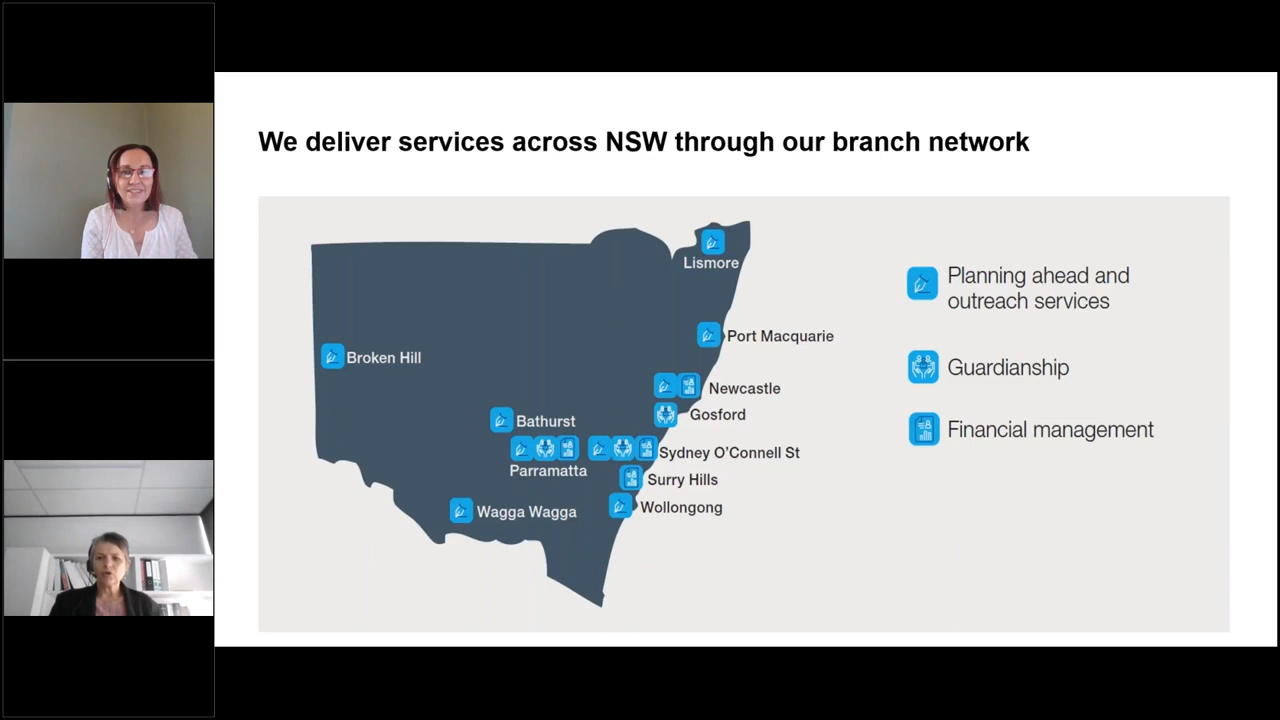 We deliver services across NSW through our branch network
Lismore
Port Macquarie
Broken Hill
Newcastle
Gosford
Bathurst
Sydney O'Connell St
Parramatta
Surry Hills
Wollongong
Wagga Wagga
Planning ahead and
outreach services
Guardianship
Financial management